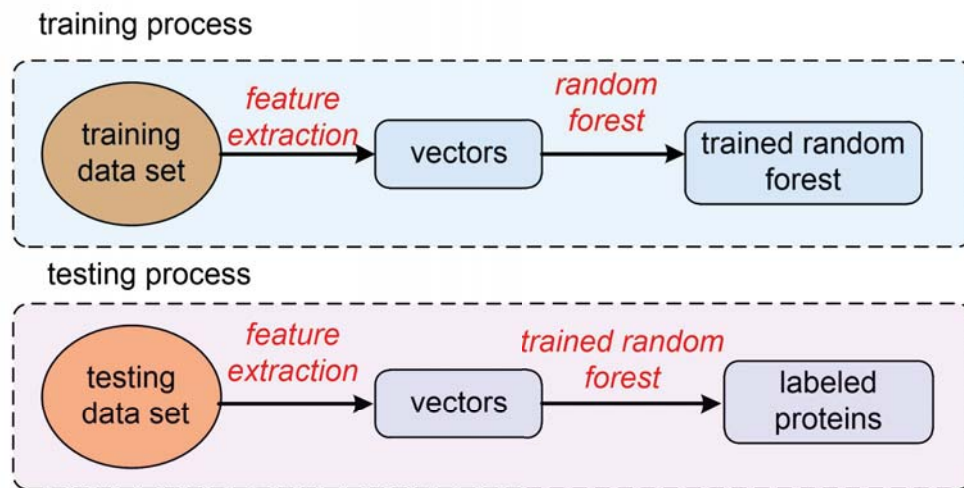 training process
feature
extraction
random
forest
training
data set
vectors
trained random
forest
testing process
feature
extraction
trained random
forest
testing
data set
vectors
labeled
proteins